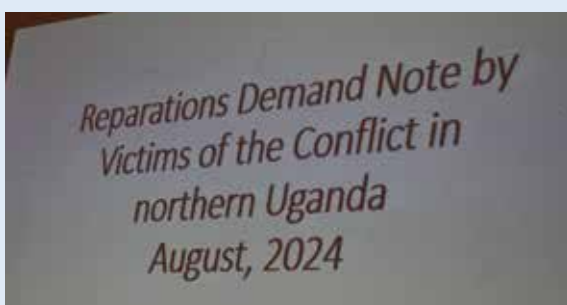 Reparations Demand Note by
Victims of the Conflict in
northern Uganda
August, 2024